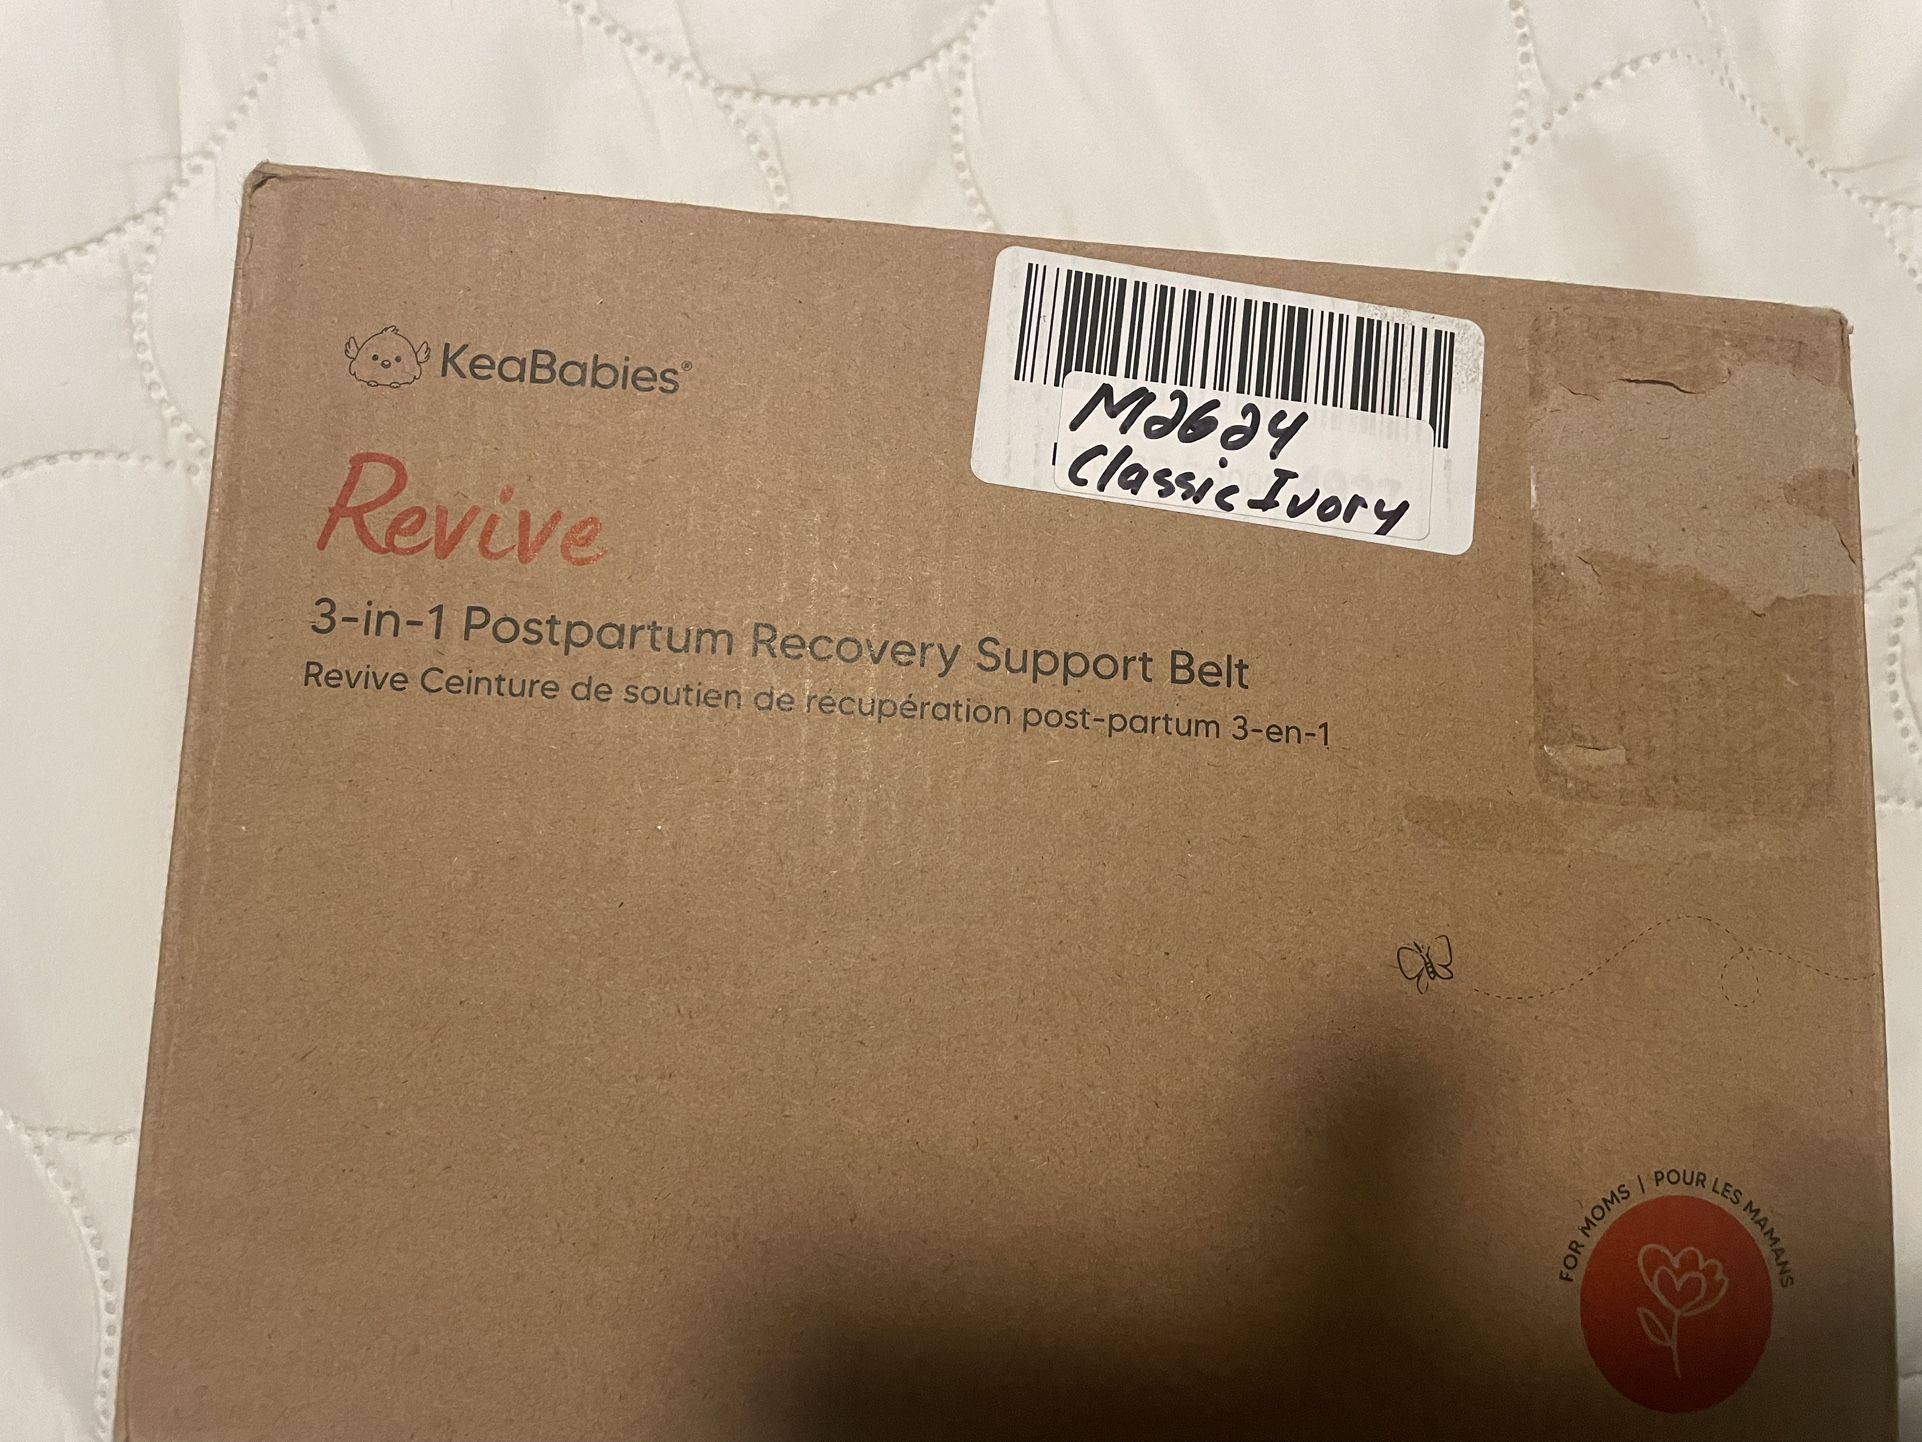 KeaBabies®
Revive
3-in-1 Postpartum Recovery Support Belt
Revive Ceinture de soutien de récupération post-partum 3-en-1
M2624
Classic Ivory
FOR MOMS | POUR LES MAMANS